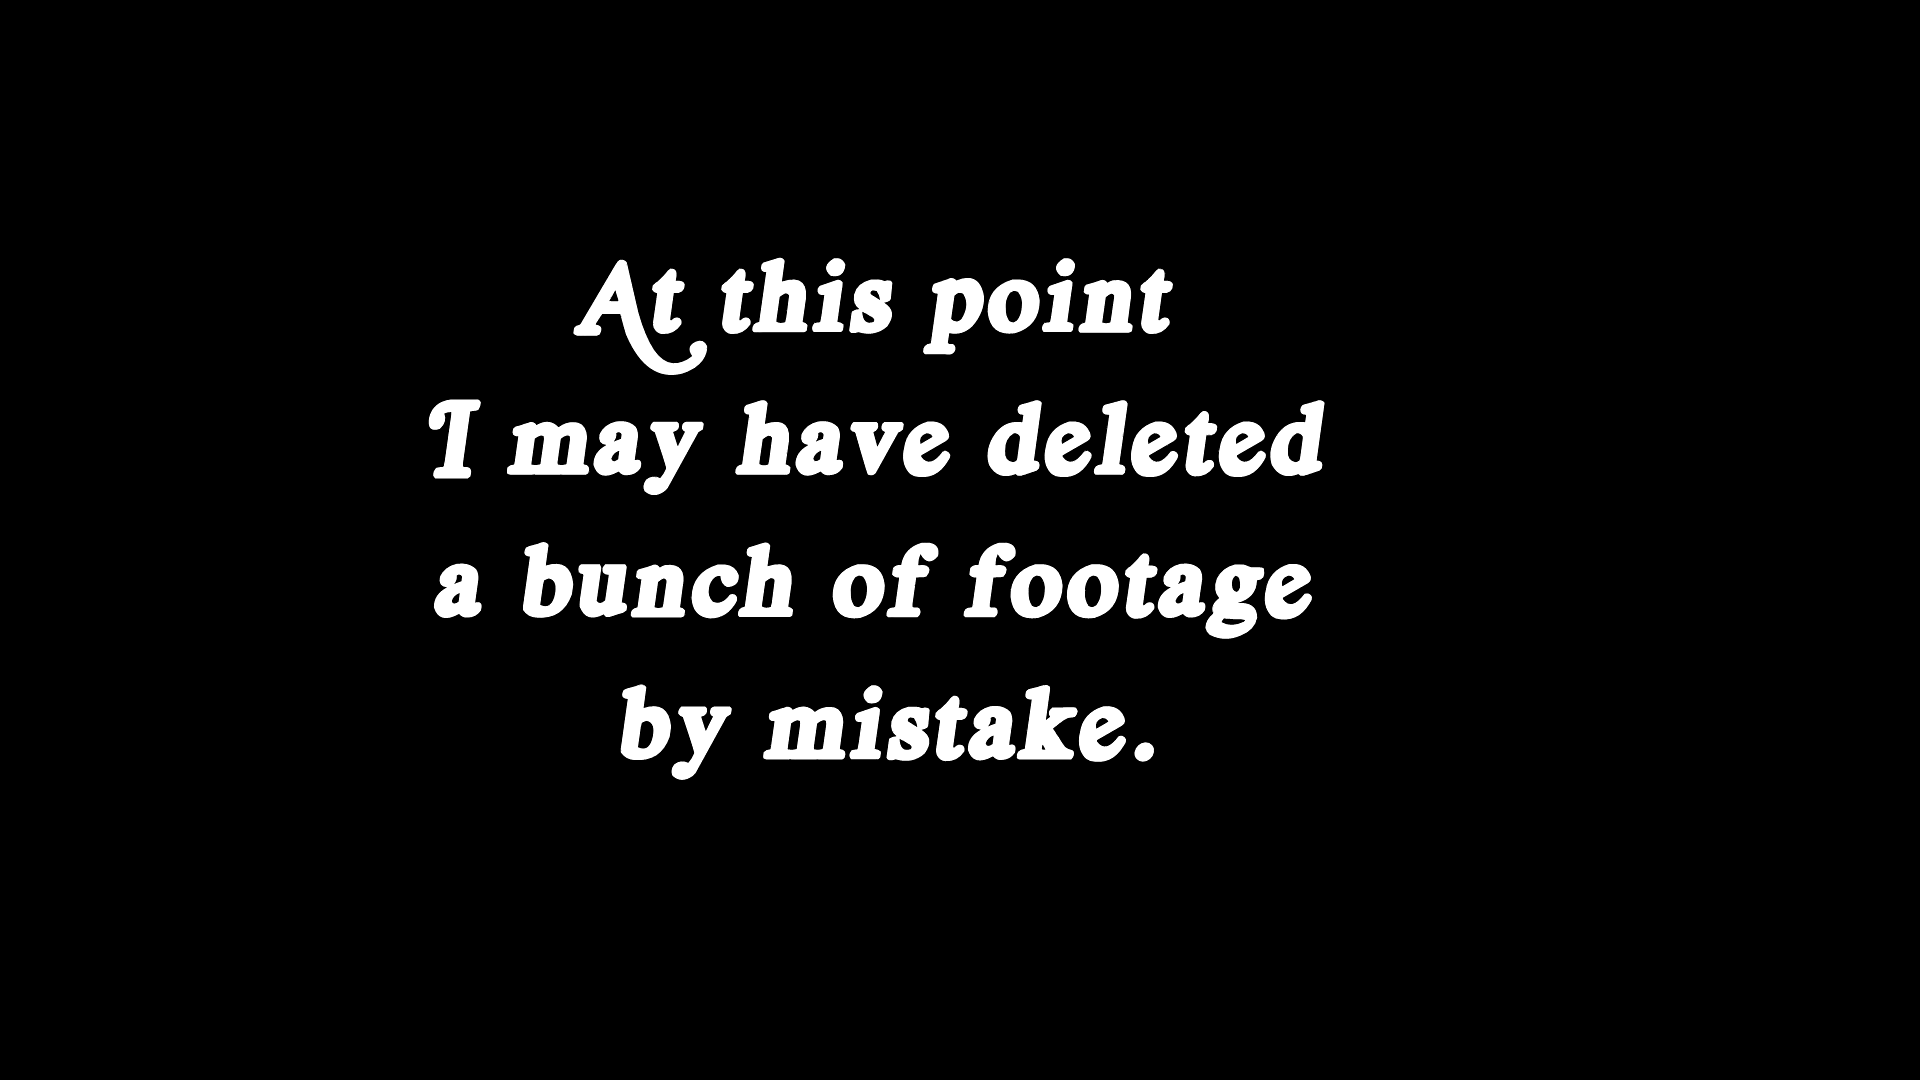 At this point
I may have deleted
a bunch of footage
by mistake.